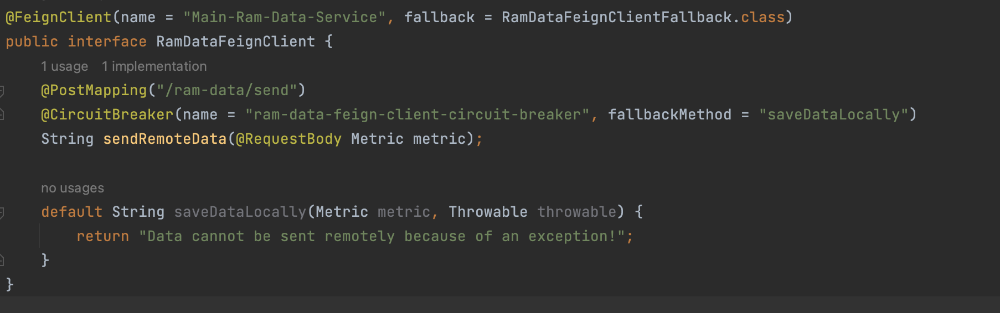 @FeignClient(name = "Main-Ram-Data-Service", fallback = RamDataFeignClientFallback.class)
public interface RamDataFeignClient {
1 usage 1 implementation
@PostMapping("/ram-data/send")
@CircuitBreaker(name = "ram-data-feign-client-circuit-breaker", fallbackMethod = "saveDataLocally")
String sendRemoteData(@RequestBody Metric metric);
no usages
default String saveDataLocally(Metric metric, Throwable throwable) {
return "Data cannot be sent remotely because of an exception!";
}
}